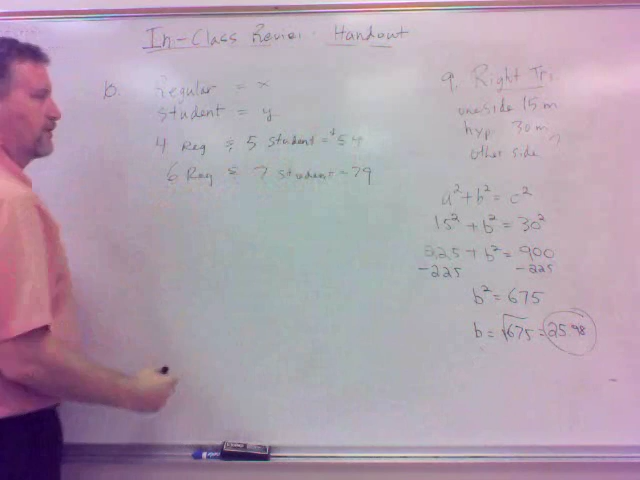 In-Class Review Handout
Regular = x
student = y
4 Reg & 5 student = $54
6 Reg & 7 student = 79
9. Right Tri.
one side 15 m
hyp. 30 m
other side ?
a² + b² = c²
15² + b² = 30²
225 + b² = 900
-225 -225
b² = 675
b = √675 = 25.98